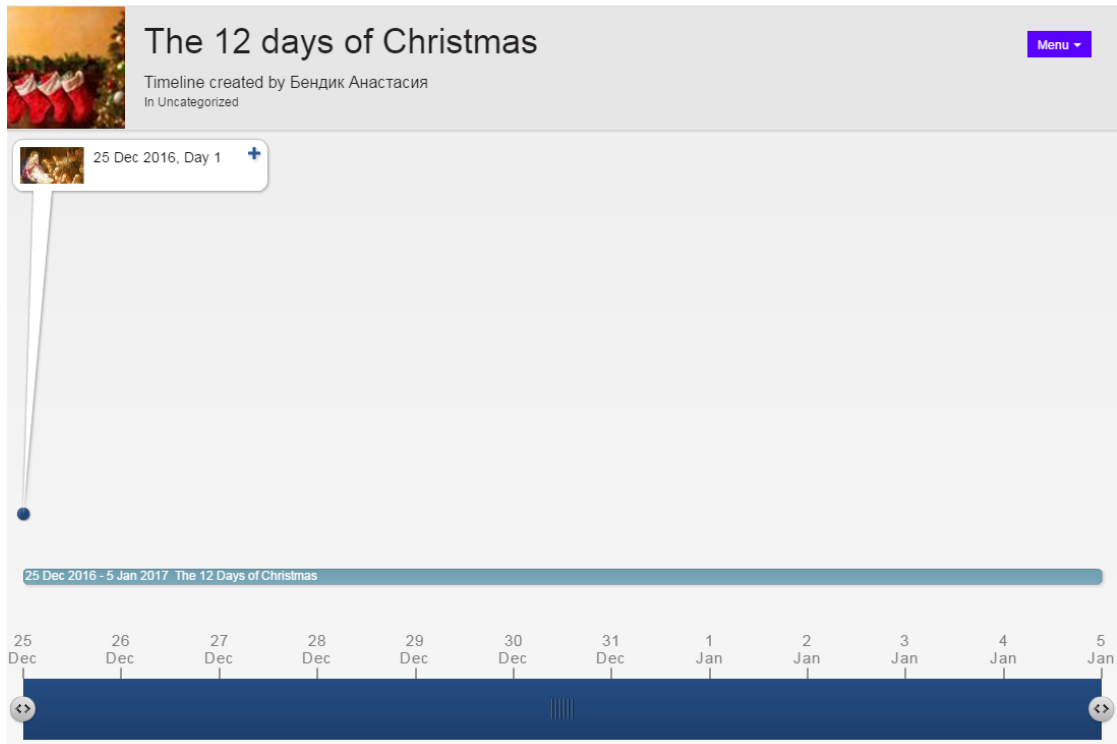 The 12 days of Christmas
Menu
Timeline created by Бендик Анастасия
In Uncategorized
25 Dec 2016, Day 1
25 Dec 2016 - 5 Jan 2017 The 12 Days of Christmas
25 26 27 28 29 30 31 1 2 3 4 5
Dec Dec Dec Dec Dec Dec Dec Jan Jan Jan Jan Jan